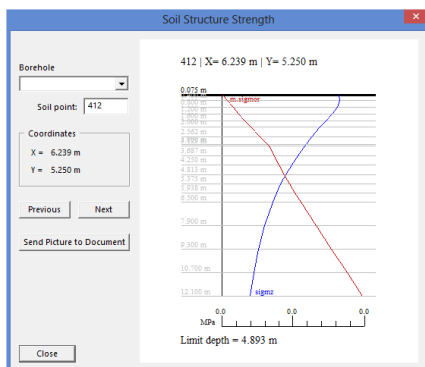 Soil Structure Strength
Borehole
Soil point: 412
Coordinates
X = 6.239 m
Y = 5.250 m
Previous Next
Send Picture to Document
Close
412 | X= 6.239 m | Y= 5.250 m
0.075 m
m.sigmor
0.600 m
1.200 m
2.000 m
2.562 m
3.687 m
4.250 m
4.813 m
5.375 m
5.938 m
6.500 m
7.900 m
9.300 m
10.700 m
12.100 m
sigmz
0.0 0.0 0.0
MPa
Limit depth = 4.893 m